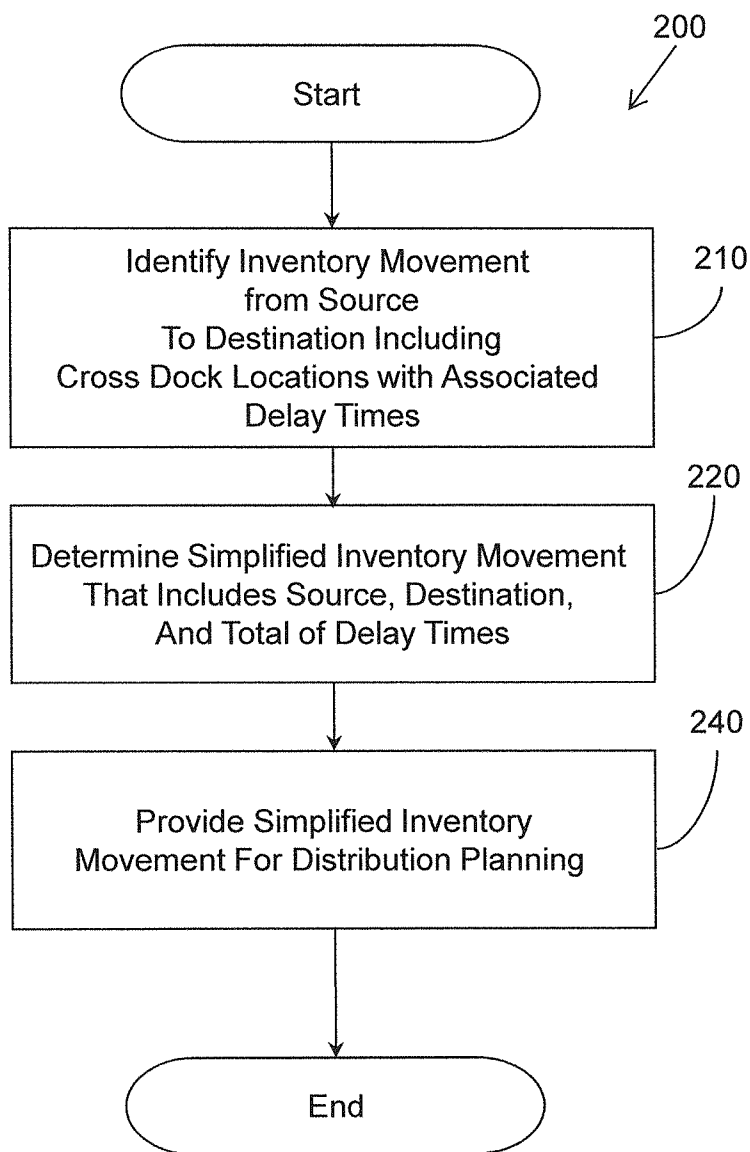 200
Start
Identify Inventory Movement
from Source
To Destination Including
Cross Dock Locations with Associated
Delay Times
210
Determine Simplified Inventory Movement
That Includes Source, Destination,
And Total of Delay Times
220
Provide Simplified Inventory
Movement For Distribution Planning
240
End